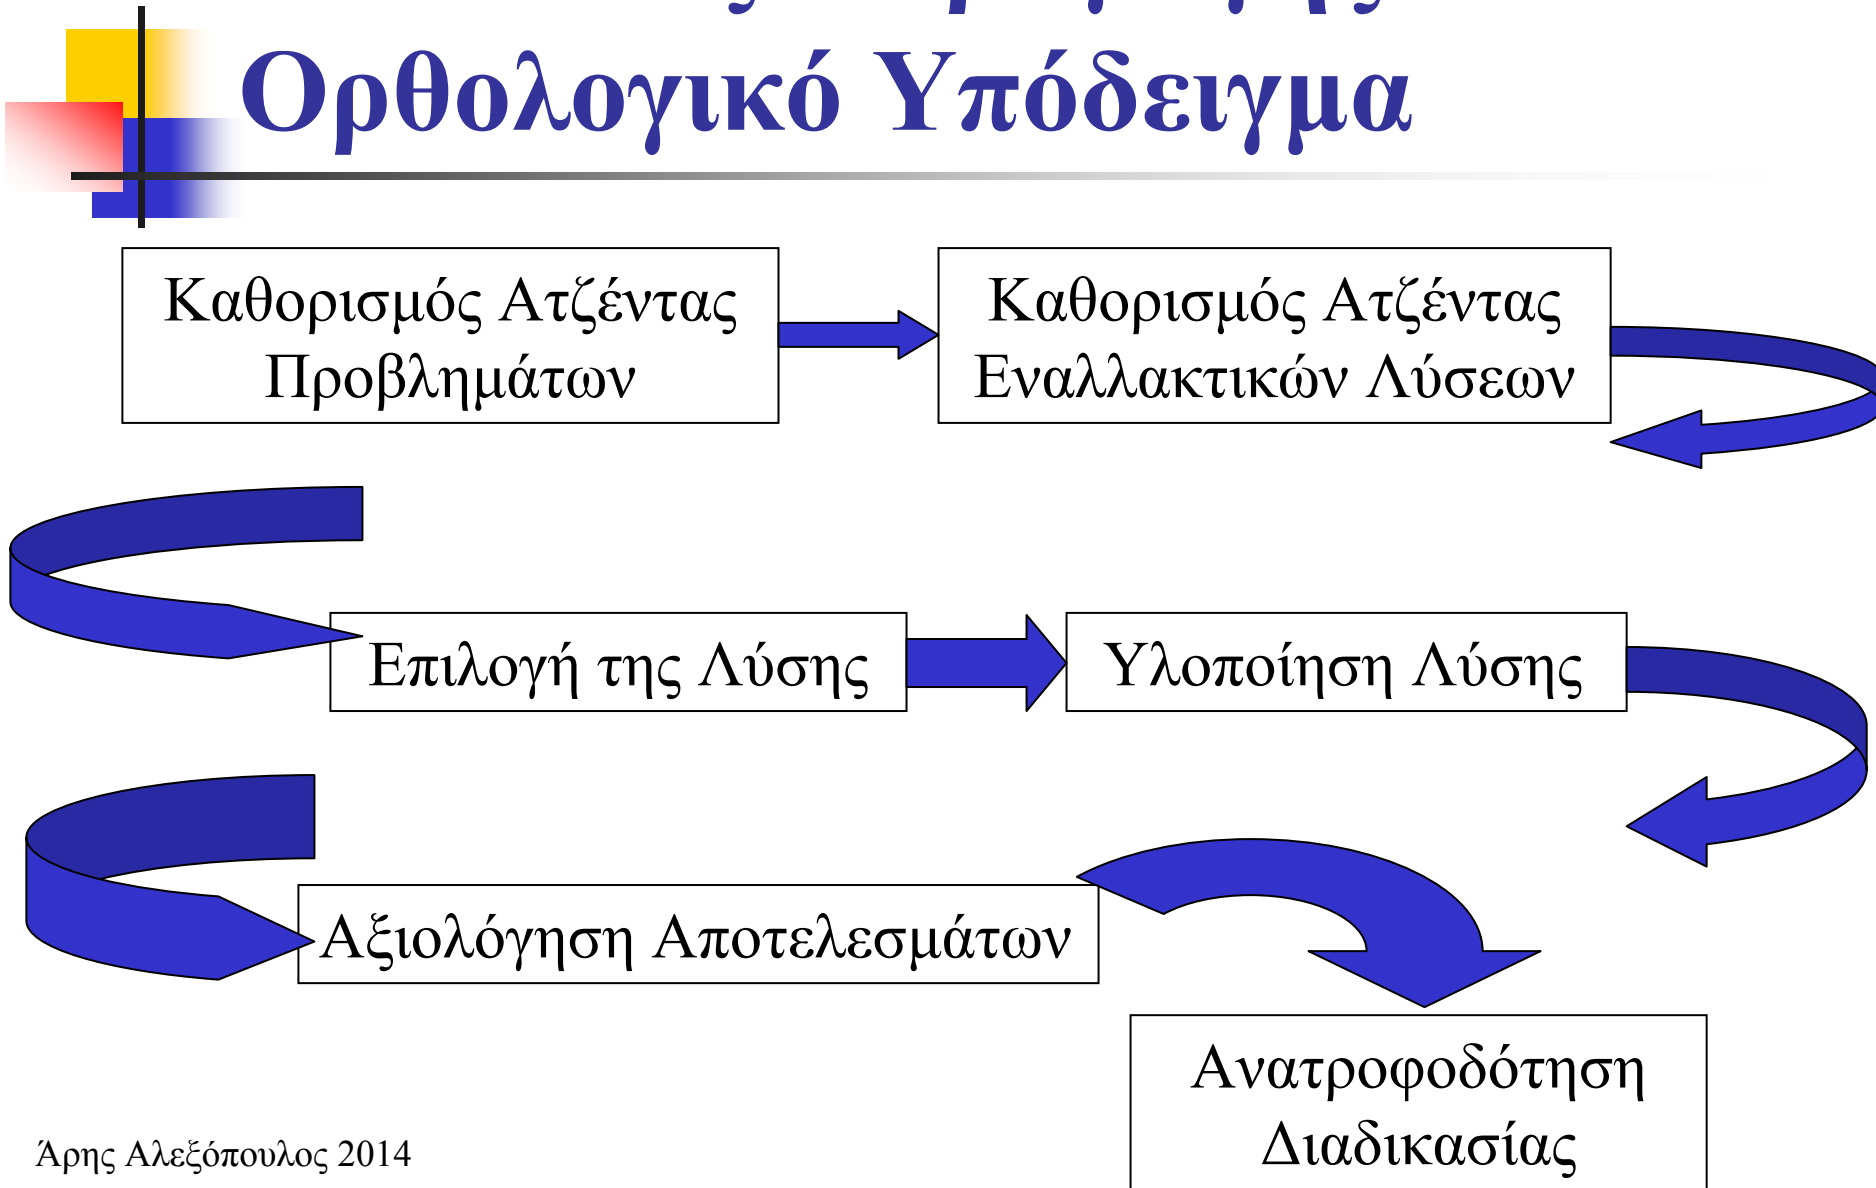 Ορθολογικό Υπόδειγμα
Καθορισμός Ατζέντας
Προβλημάτων
Καθορισμός Ατζέντας
Εναλλακτικών Λύσεων
Επιλογή της Λύσης
Υλοποίηση Λύσης
Αξιολόγηση Αποτελεσμάτων
Ανατροφοδότηση
Διαδικασίας
Άρης Αλεξόπουλος 2014